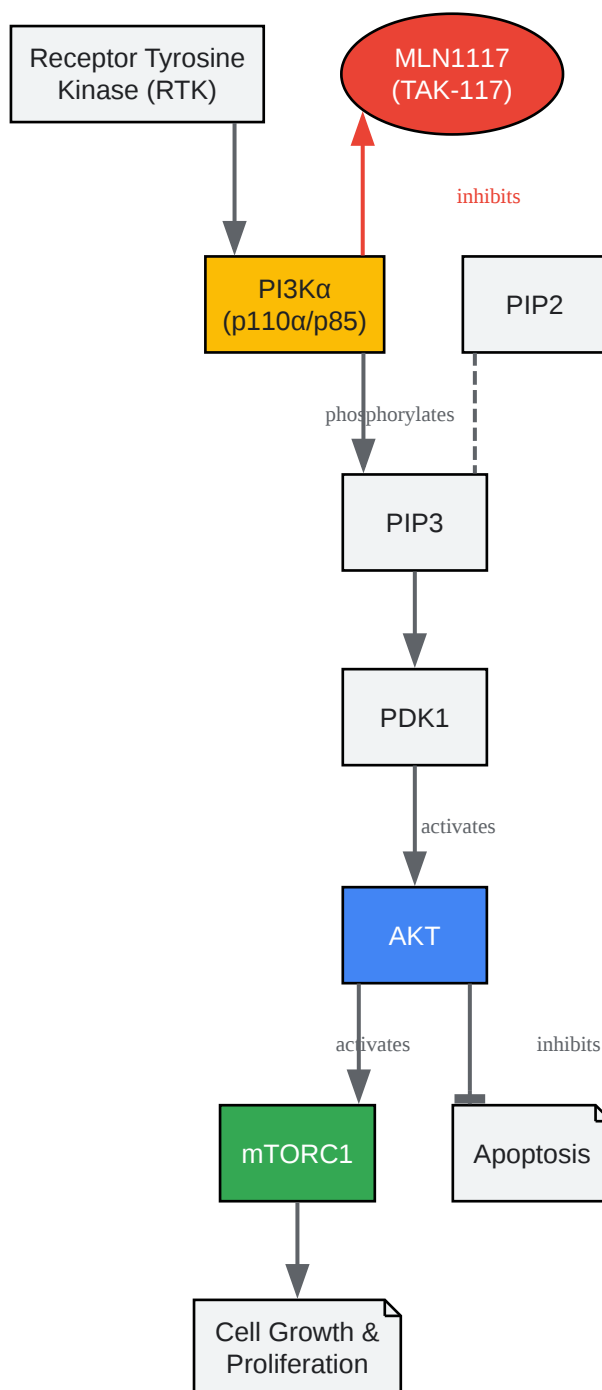 Receptor Tyrosine
Kinase (RTK)
MLN1117
(TAK-117)
inhibits
PI3Kα
(p110α/p85)
PIP2
phosphorylates
PIP3
PDK1
activates
AKT
activates
inhibits
mTORC1
Apoptosis
Cell Growth &
Proliferation